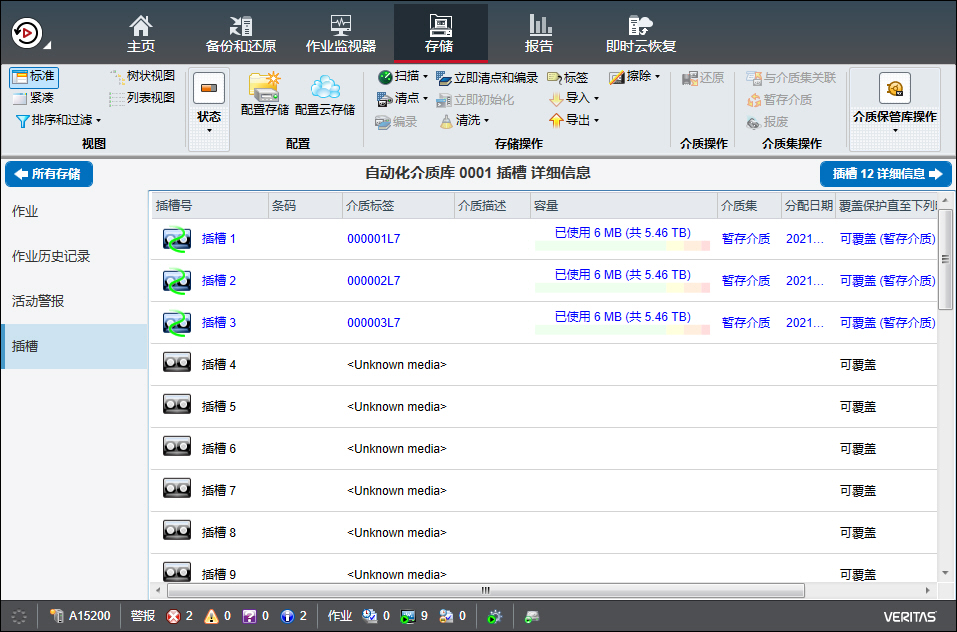 主页 备份和还原 作业监视器 存储 报告 即时云恢复
标准 树状视图 扫描 立即清点和编录 标签 擦除 还原 与介质集关联
紧凑 列表视图 状态 配置存储 配置云存储 清点 立即初始化 导入 暂存介质 介质保管库操作
排序和过滤 编录 清洗 导出 报废
视图 配置 存储操作 介质操作 介质集操作
所有存储 自动化介质库 0001 插槽 详细信息 插槽 12 详细信息
作业
作业历史记录
活动警报
插槽
插槽号 条码 介质标签 介质描述 容量 介质集 分配日期 覆盖保护直至下列
插槽 1 000001L7 已使用 6 MB (共 5.46 TB) 暂存介质 2021... 可覆盖 (暂存介质)
插槽 2 000002L7 已使用 6 MB (共 5.46 TB) 暂存介质 2021... 可覆盖 (暂存介质)
插槽 3 000003L7 已使用 6 MB (共 5.46 TB) 暂存介质 2021... 可覆盖 (暂存介质)
插槽 4 <Unknown media> 可覆盖
插槽 5 <Unknown media> 可覆盖
插槽 6 <Unknown media> 可覆盖
插槽 7 <Unknown media> 可覆盖
插槽 8 <Unknown media> 可覆盖
插槽 9 <Unknown media> 可覆盖
A15200 警报 2 0 0 2 作业 0 9 0 VERITAS